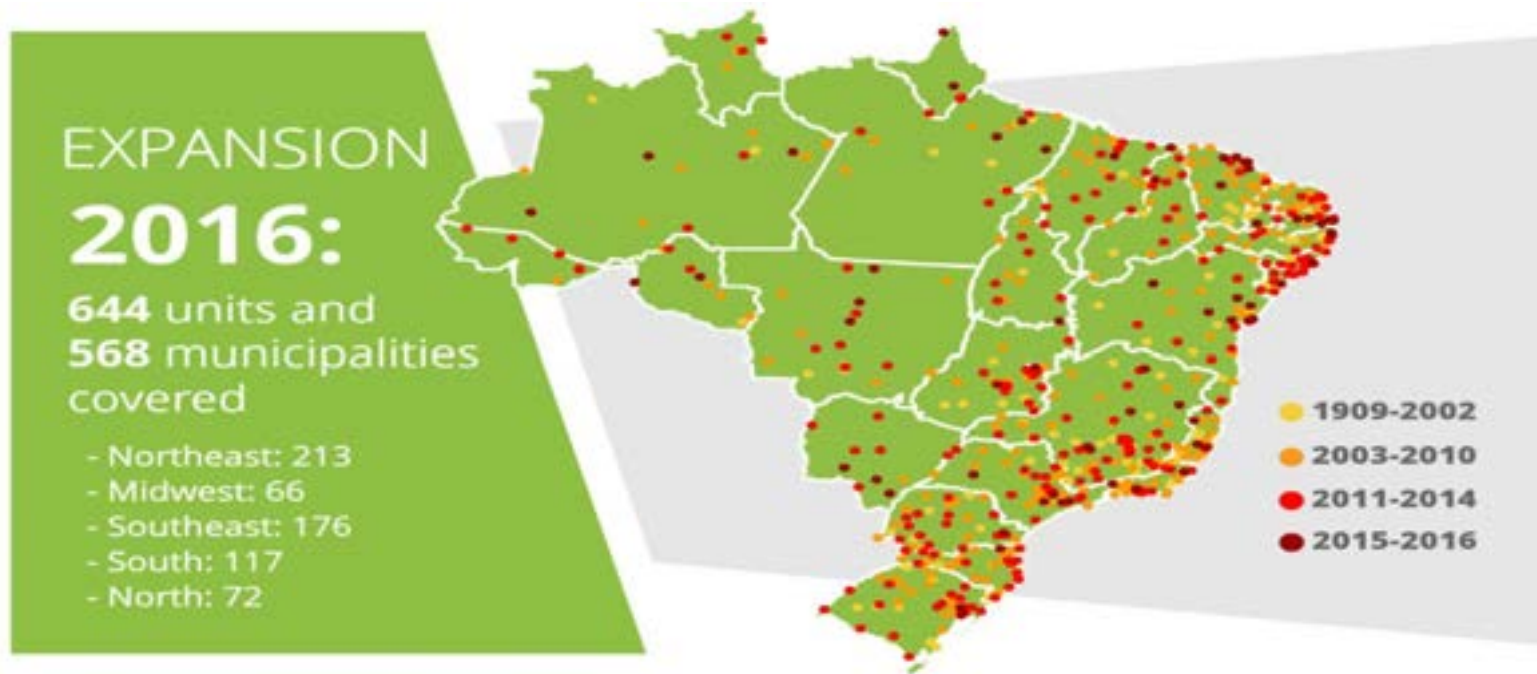 EXPANSION
2016:
644 units and
568 municipalities
covered
- Northeast: 213
- Midwest: 66
- Southeast: 176
- South: 117
- North: 72
1909-2002
2003-2010
2011-2014
2015-2016